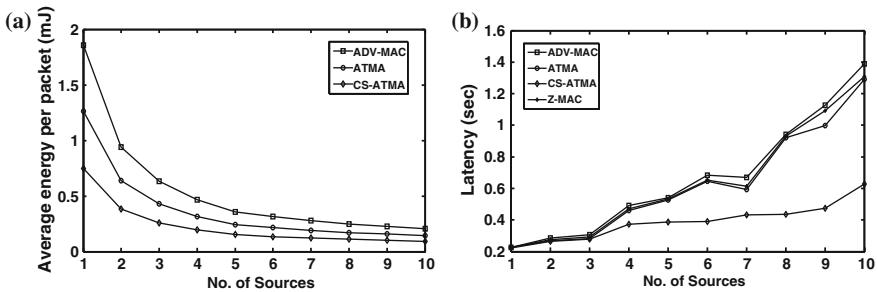 (a)
Average energy per packet (mJ)
2
1.5
1
0.5
0
1 2 3 4 5 6 7 8 9 10
No. of Sources
ADV-MAC
ATMA
CS-ATMA
(b)
Latency (sec)
1.6
1.4
1.2
1
0.8
0.6
0.4
0.2
1 2 3 4 5 6 7 8 9 10
No. of Sources
ADV-MAC
ATMA
CS-ATMA
Z-MAC